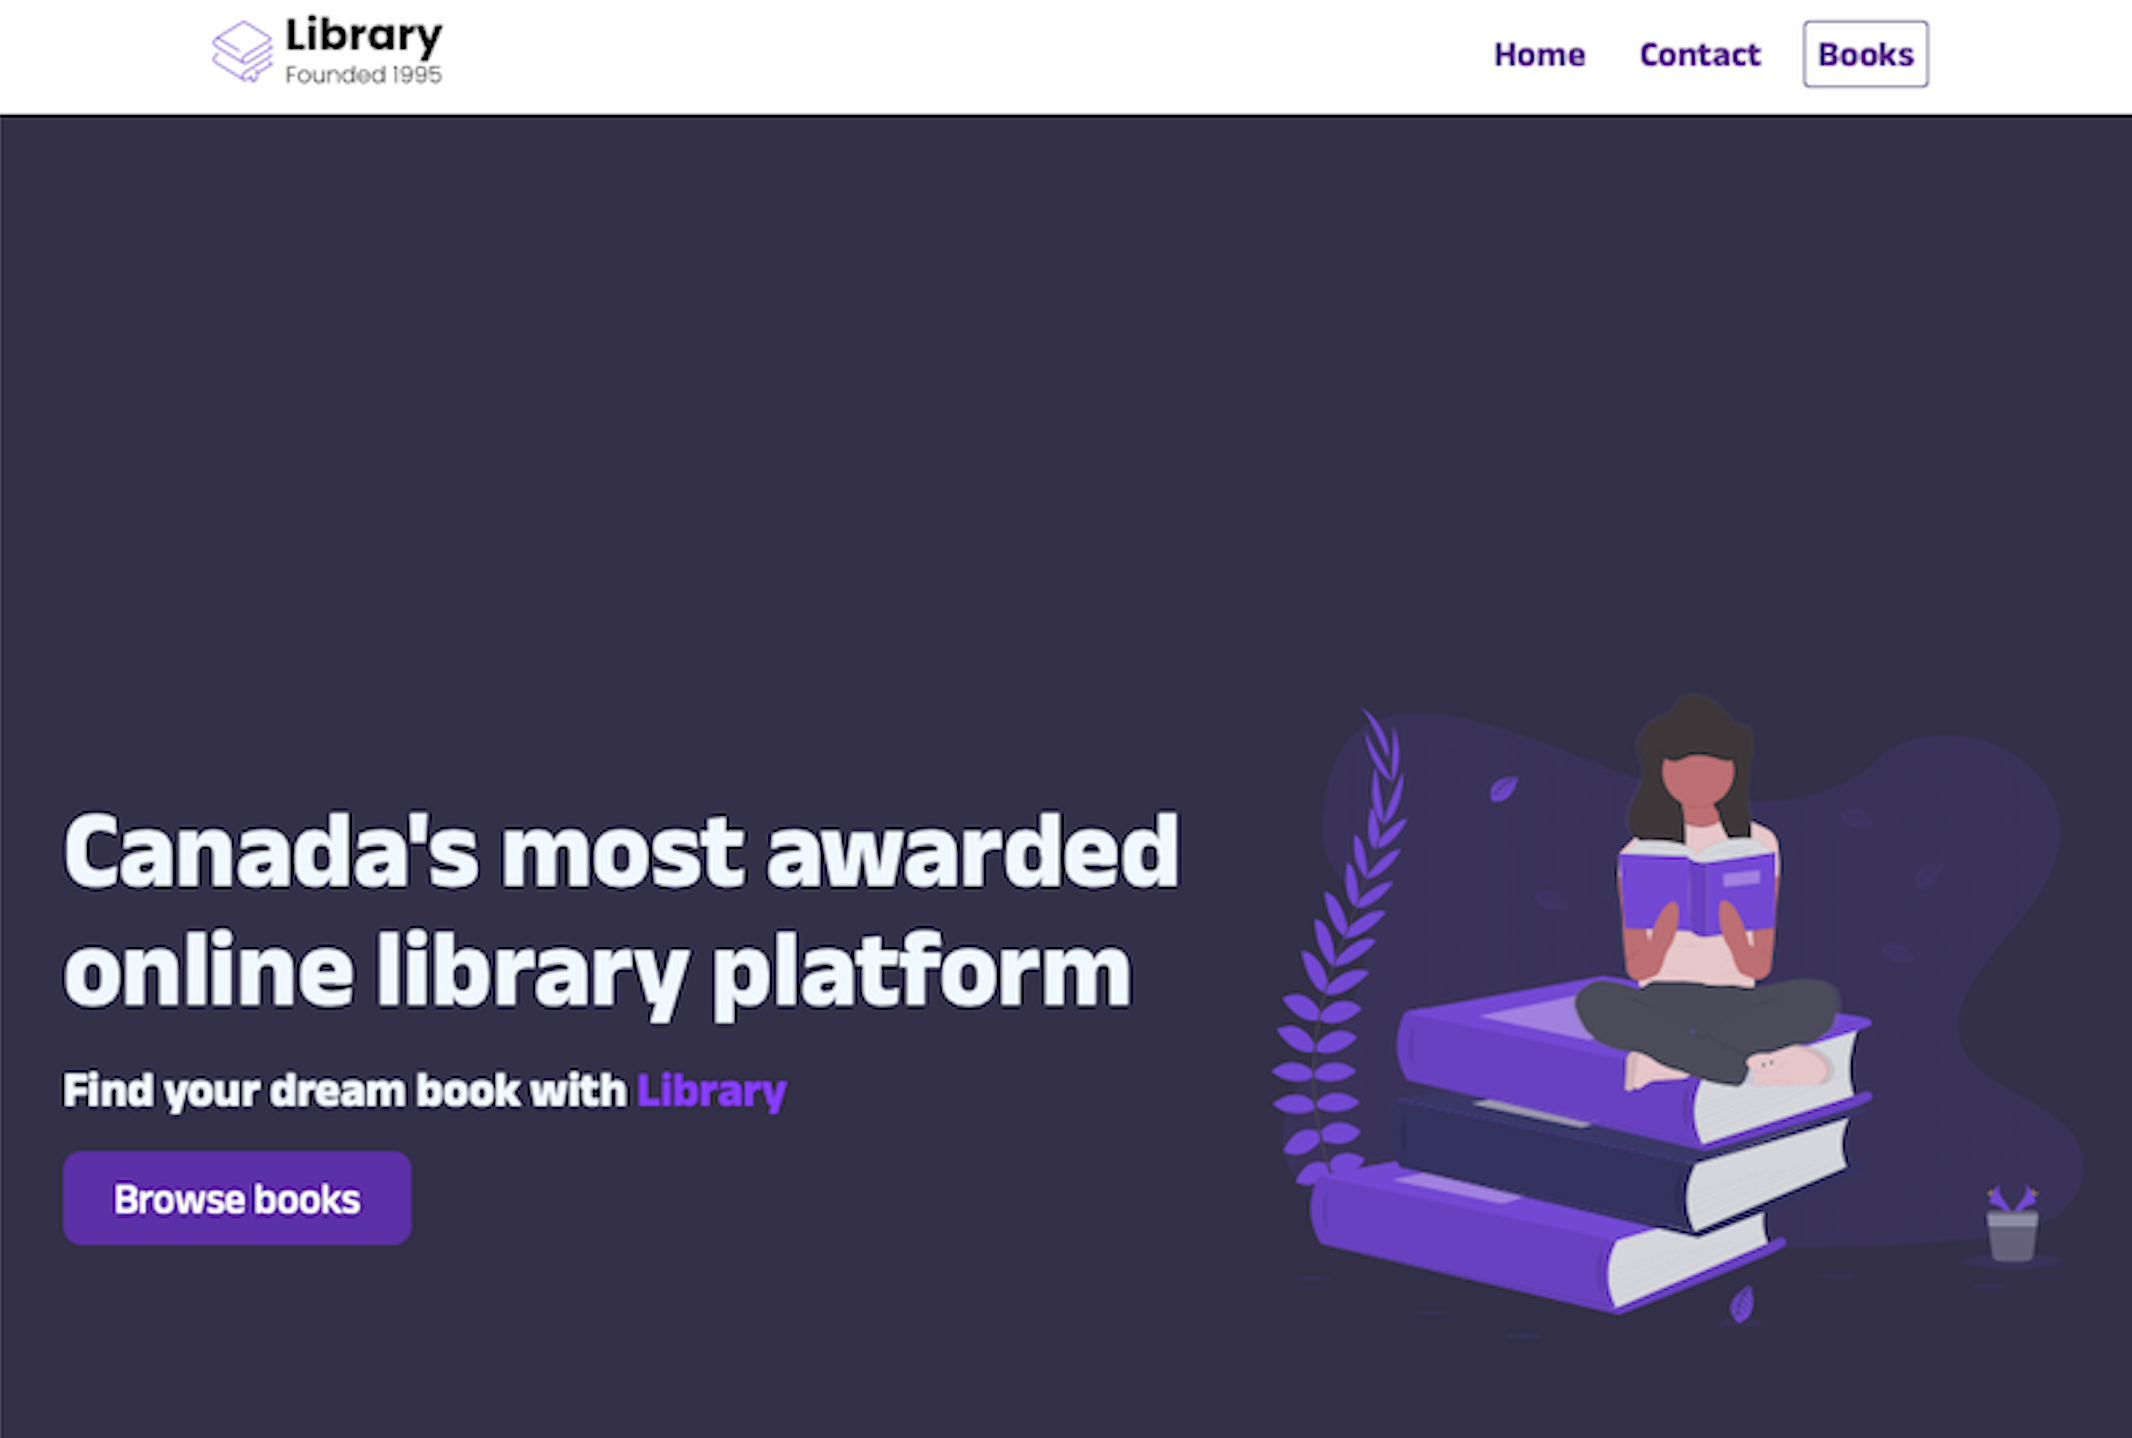 Library
Founded 1995
Home
Contact
Books
Canada's most awarded
online library platform
Find your dream book with Library
Browse books